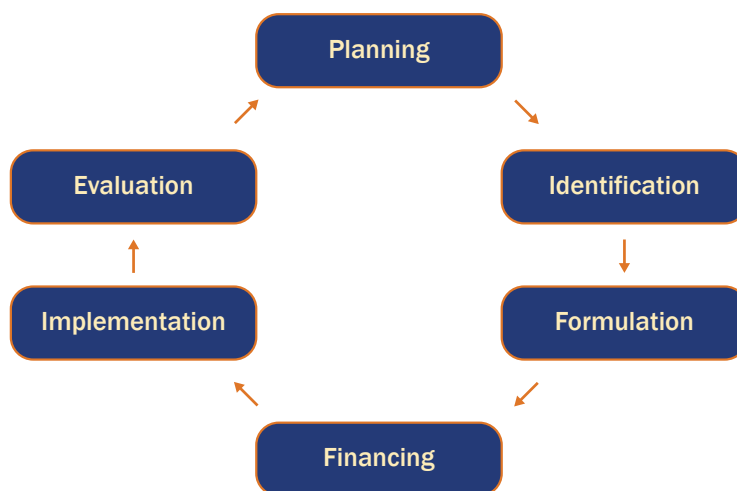 Planning
Evaluation
Identification
Implementation
Formulation
Financing